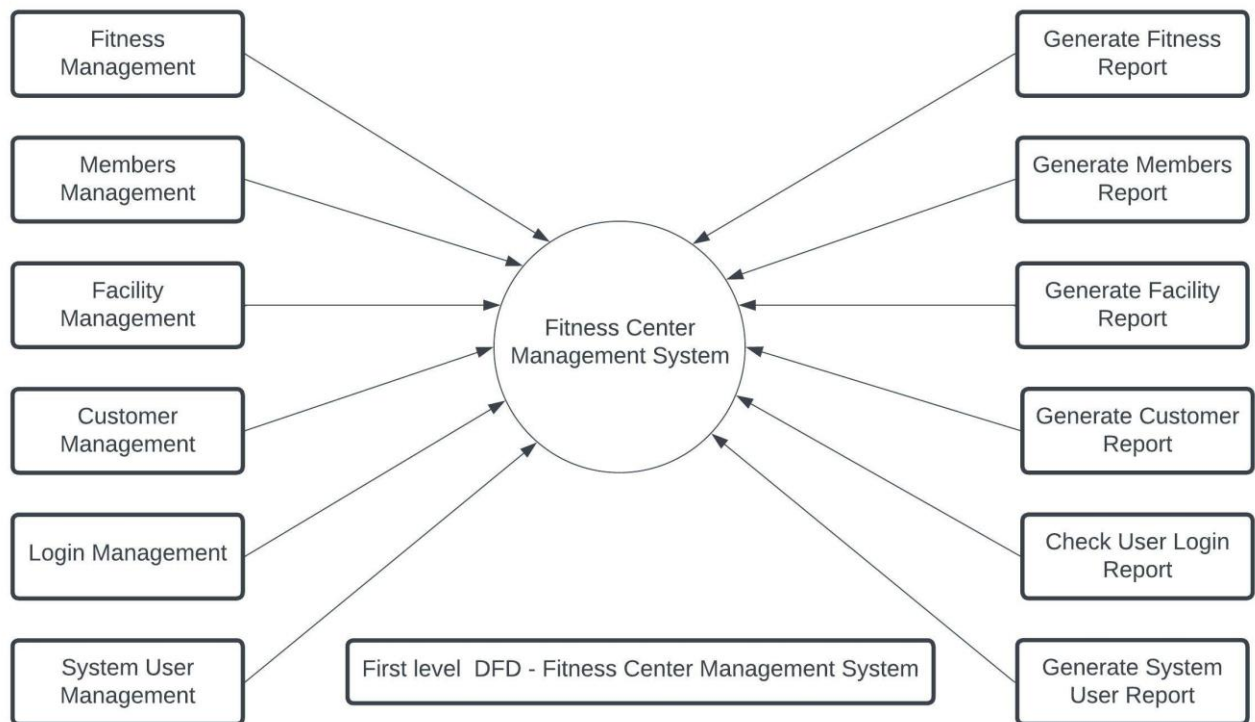 Fitness
Management
Members
Management
Facility
Management
Customer
Management
Login Management
System User
Management
Fitness Center
Management System
First level  DFD - Fitness Center Management System
Generate Fitness
Report
Generate Members
Report
Generate Facility
Report
Generate Customer
Report
Check User Login
Report
Generate System
User Report